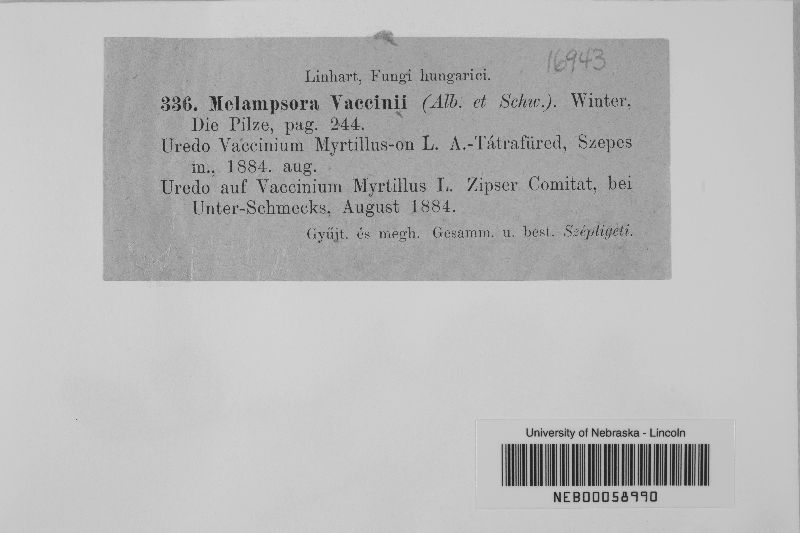 16943
Linhart, Fungi hungarici.
336. Melampsora Vaccinii (Alb. et Schw.). Winter,
Die Pilze, pag. 244.
Uredo Vaccinium Myrtillus-on L. A.-Tátrafüred, Szepes
m., 1884. aug.
Uredo auf Vaccinium Myrtillus L. Zipser Comitat, bei
Unter-Schmecks, August 1884.
Gyűjt. és megh. Gesamm. u. best. Szépligeti.
University of Nebraska - Lincoln
NEB00058990